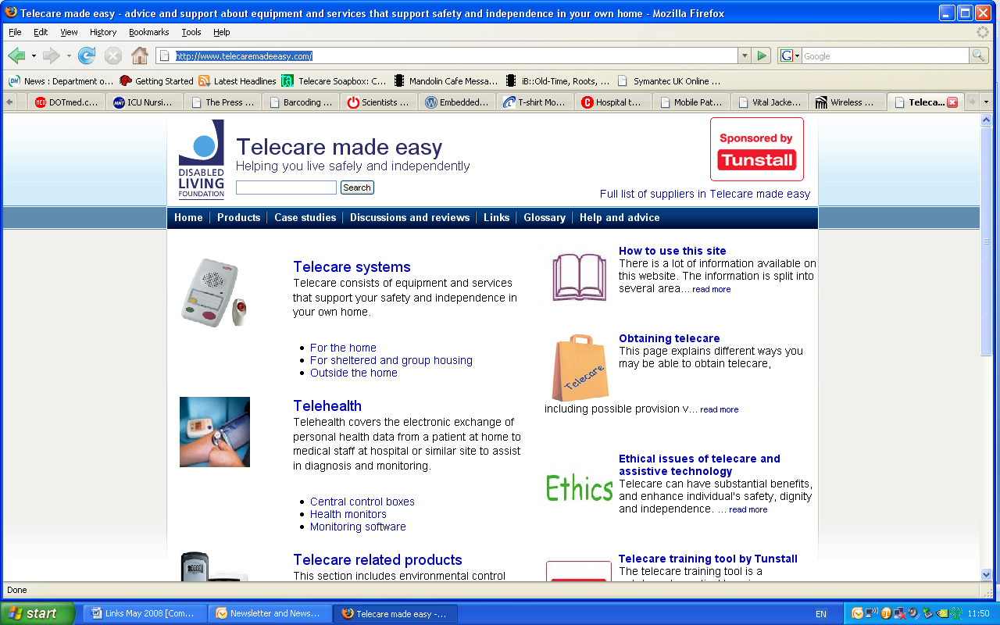 Telecare made easy - advice and support about equipment and services that support safety and independence in your own home - Mozilla Firefox
File Edit View History Bookmarks Tools Help
http://www.telecaremadeeasy.com/
G Google
News : Department o... Getting Started Latest Headlines Telecare Soapbox: C... Mandolin Cafe Messa... iB::Old-Time, Roots, ... Symantec UK Online ...
DOTmed.c... ICU Nursi... The Press ... Barcoding ... Scientists ... Embedded... T-shirt Mo... Hospital t... Mobile Pat... Vital Jacke... Wireless ... Teleca...
DISABLED
LIVING
FOUNDATION
Telecare made easy
Helping you live safely and independently
Search
Sponsored by
Tunstall
Full list of suppliers in Telecare made easy
Home Products Case studies Discussions and reviews Links Glossary Help and advice
Telecare systems
Telecare consists of equipment and services
that support your safety and independence in
your own home.
For the home
For sheltered and group housing
Outside the home
Telehealth
Telehealth covers the electronic exchange of
personal health data from a patient at home to
medical staff at hospital or similar site to assist
in diagnosis and monitoring.
Central control boxes
Health monitors
Monitoring software
Telecare related products
This section includes environmental control
How to use this site
There is a lot of information available on
this website. The information is split into
several area... read more
Telecare
Obtaining telecare
This page explains different ways you
may be able to obtain telecare,
including possible provision v... read more
Ethics
Ethical issues of telecare and
assistive technology
Telecare can have substantial benefits,
and enhance individual's safety, dignity
and independence. ... read more
Telecare training tool by Tunstall
The telecare training tool is a
Done
start Links May 2008 [Com... Newsletter and News... Telecare made easy -... EN 11:50